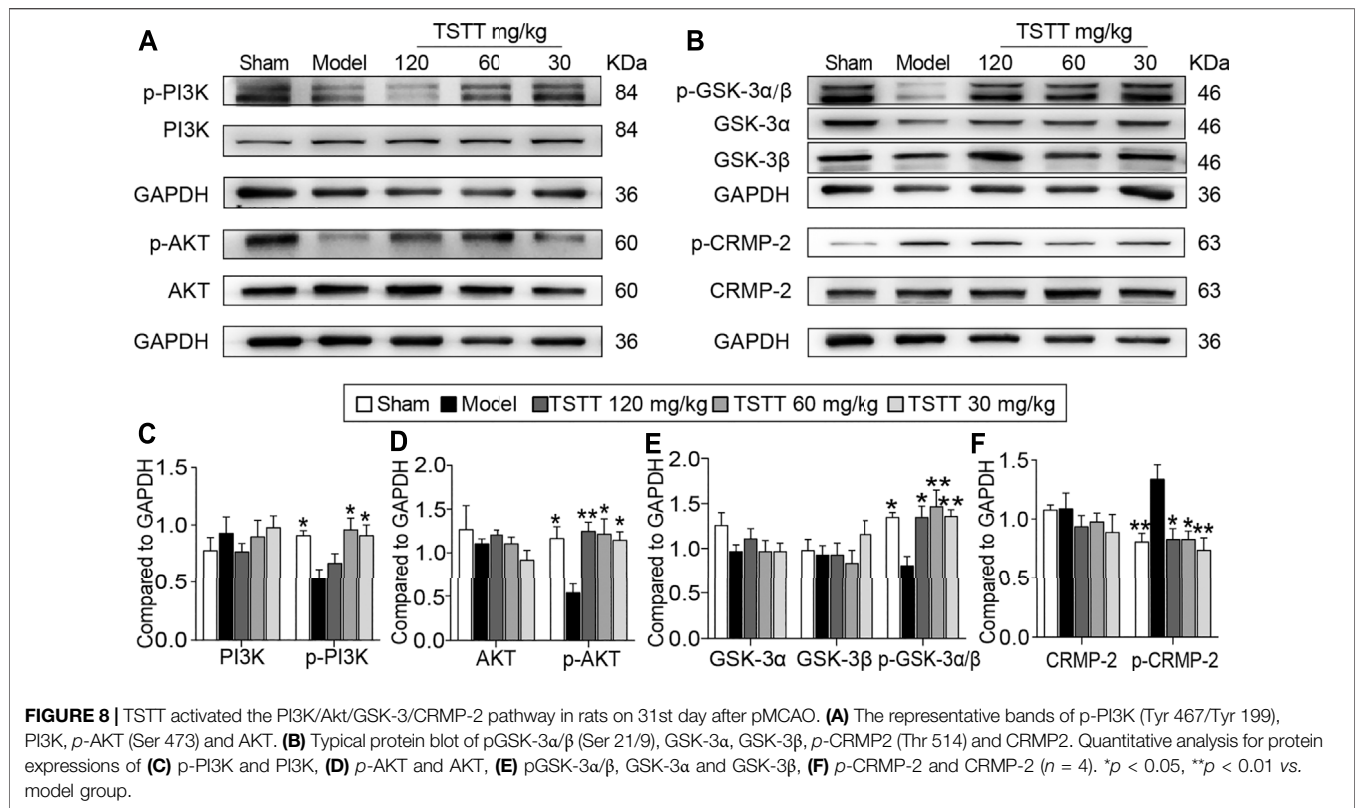 A
TSTT mg/kg
Sham Model 120 60 30 KDa
p-PI3K 84
PI3K 84
GAPDH 36
p-AKT 60
AKT 60
GAPDH 36
B
TSTT mg/kg
Sham Model 120 60 30 KDa
p-GSK-3α/β 46
GSK-3α 46
GSK-3β 46
GAPDH 36
p-CRMP-2 63
CRMP-2 63
GAPDH 36
Sham Model TSTT 120 mg/kg TSTT 60 mg/kg TSTT 30 mg/kg
C
Compared to GAPDH
1.5
1.0
0.5
0.0
* * *
PI3K p-PI3K
D
Compared to GAPDH
2.0
1.5
1.0
0.5
0.0
* ** * *
AKT p-AKT
E
Compared to GAPDH
2.0
1.5
1.0
0.5
0.0
* * ** **
GSK-3α GSK-3β p-GSK-3α/β
F
Compared to GAPDH
1.5
1.0
0.5
0.0
** * * **
CRMP-2 p-CRMP-2
FIGURE 8 | TSTT activated the PI3K/Akt/GSK-3/CRMP-2 pathway in rats on 31st day after pMCAO. (A) The representative bands of p-PI3K (Tyr 467/Tyr 199),
PI3K, p-AKT (Ser 473) and AKT. (B) Typical protein blot of pGSK-3α/β (Ser 21/9), GSK-3α, GSK-3β, p-CRMP2 (Thr 514) and CRMP2. Quantitative analysis for protein
expressions of (C) p-PI3K and PI3K, (D) p-AKT and AKT, (E) pGSK-3α/β, GSK-3α and GSK-3β, (F) p-CRMP-2 and CRMP-2 (n = 4). *p < 0.05, **p < 0.01 vs.
model group.